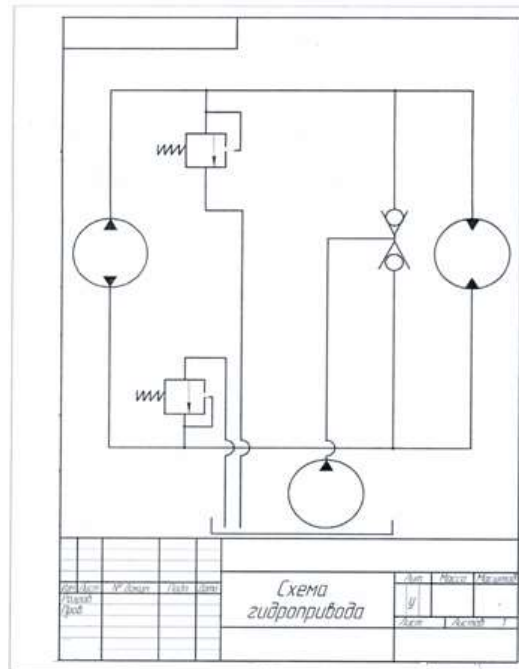 Изм Лист № докум. Подп. Дата
Разраб.
Пров.
Схема
гидропривода
Лит. Масса Масштаб
у
Лист Листов 1